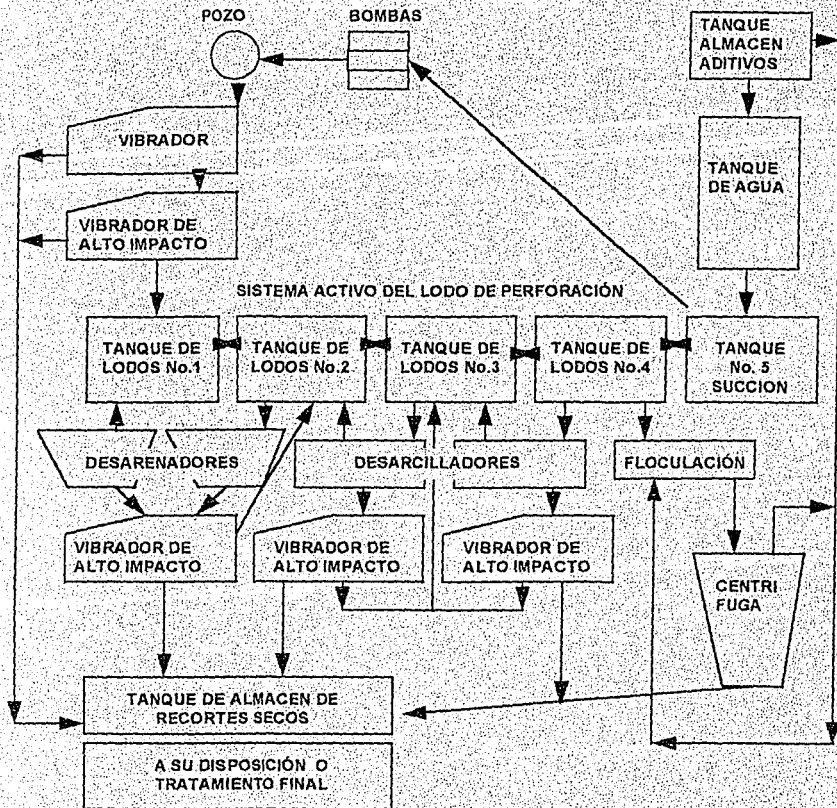 POZO
BOMBAS
TANQUE
ALMACEN
ADITIVOS
VIBRADOR
TANQUE
DE AGUA
VIBRADOR DE
ALTO IMPACTO
SISTEMA ACTIVO DEL LODO DE PERFORACIÓN
TANQUE DE
LODOS No.1
TANQUE DE
LODOS No.2
TANQUE DE
LODOS No.3
TANQUE DE
LODOS No.4
TANQUE
No. 5
SUCCION
DESARENADORES
DESARCILLADORES
FLOCULACIÓN
VIBRADOR DE
ALTO IMPACTO
VIBRADOR DE
ALTO IMPACTO
VIBRADOR DE
ALTO IMPACTO
CENTRI
FUGA
TANQUE DE ALMACEN DE
RECORTES SECOS
A SU DISPOSICIÓN O
TRATAMIENTO FINAL